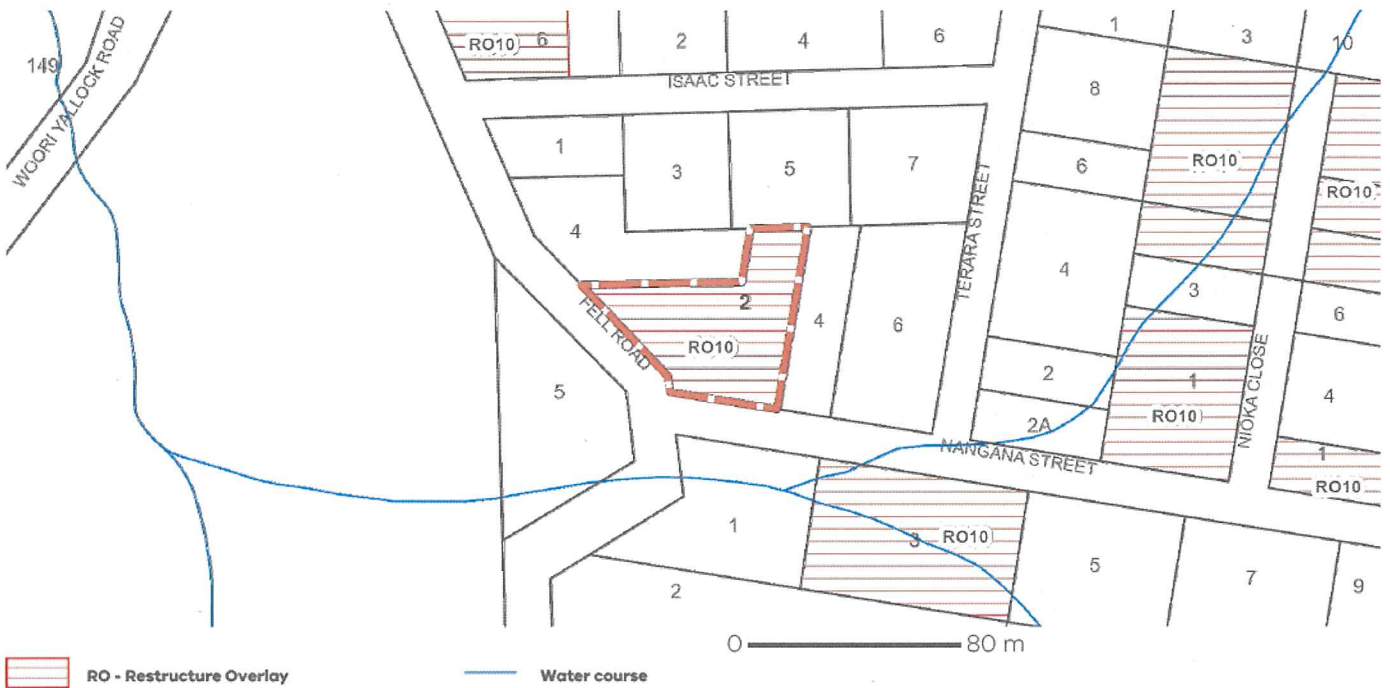 RO10 6 2 4 6 1 3 10
149
WOORI YALLOCK ROAD
ISAAC STREET
8
1 3 5 7
6 RO10 RO10
4
TERARA STREET
4 3
2 4 6 6
FELL ROAD
RO10
5 2 1 NIOKA CLOSE 4
RO10
2A
NANGANA STREET
1
RO10
1 3 RO10
5 7 9
2
0 80 m
RO - Restructure Overlay Water course